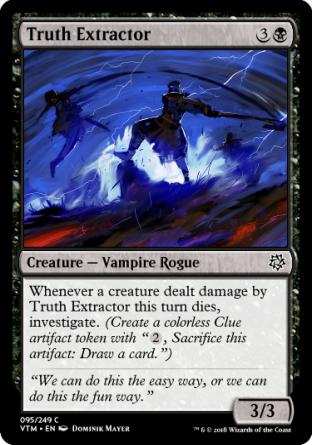 Truth Extractor 3
Creature — Vampire Rogue
Whenever a creature dealt damage by
Truth Extractor this turn dies,
investigate. (Create a colorless Clue
artifact token with “2, Sacrifice this
artifact: Draw a card.”)
“We can do this the easy way, or we can
do this the fun way.”
3/3
095/249 C
VTM • EN DOMINIK MAYER
™ & © 2018 Wizards of the Coast